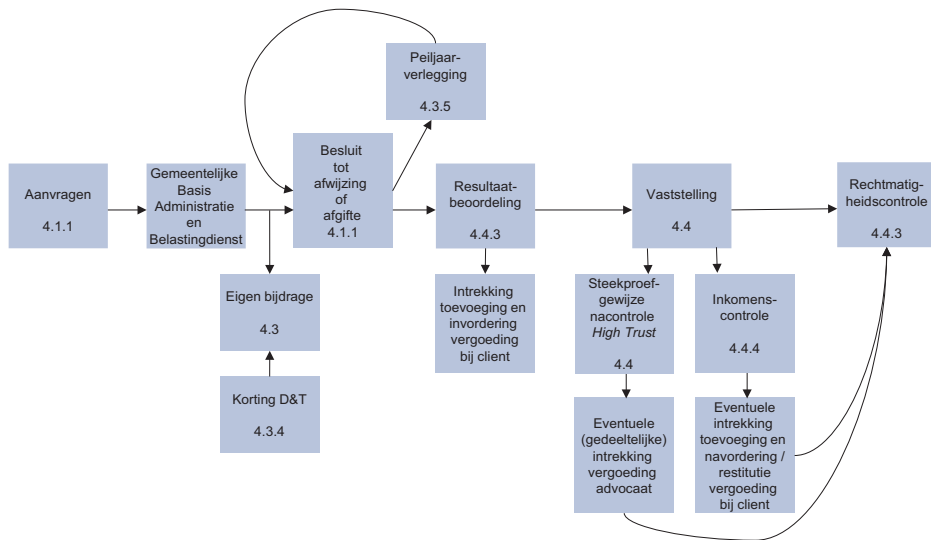 Aanvragen
4.1.1
Gemeentelijke
Basis
Administratie
en
Belastingdienst
Eigen bijdrage
4.3
Korting D&T
4.3.4
Besluit
tot
afwijzing
of
afgifte
4.1.1
Peiljaar-
verlegging
4.3.5
Resultaat-
beoordeling
4.4.3
Intrekking
toevoeging en
invordering
vergoeding
bij client
Vaststelling
4.4
Steekproef-
gewijze
nacontrole
High Trust
4.4
Eventuele
(gedeeltelijke)
intrekking
vergoeding
advocaat
Inkomens-
controle
4.4.4
Eventuele
intrekking
toevoeging en
navordering /
restitutie
vergoeding
bij client
Rechtmatig-
heidscontrole
4.4.3